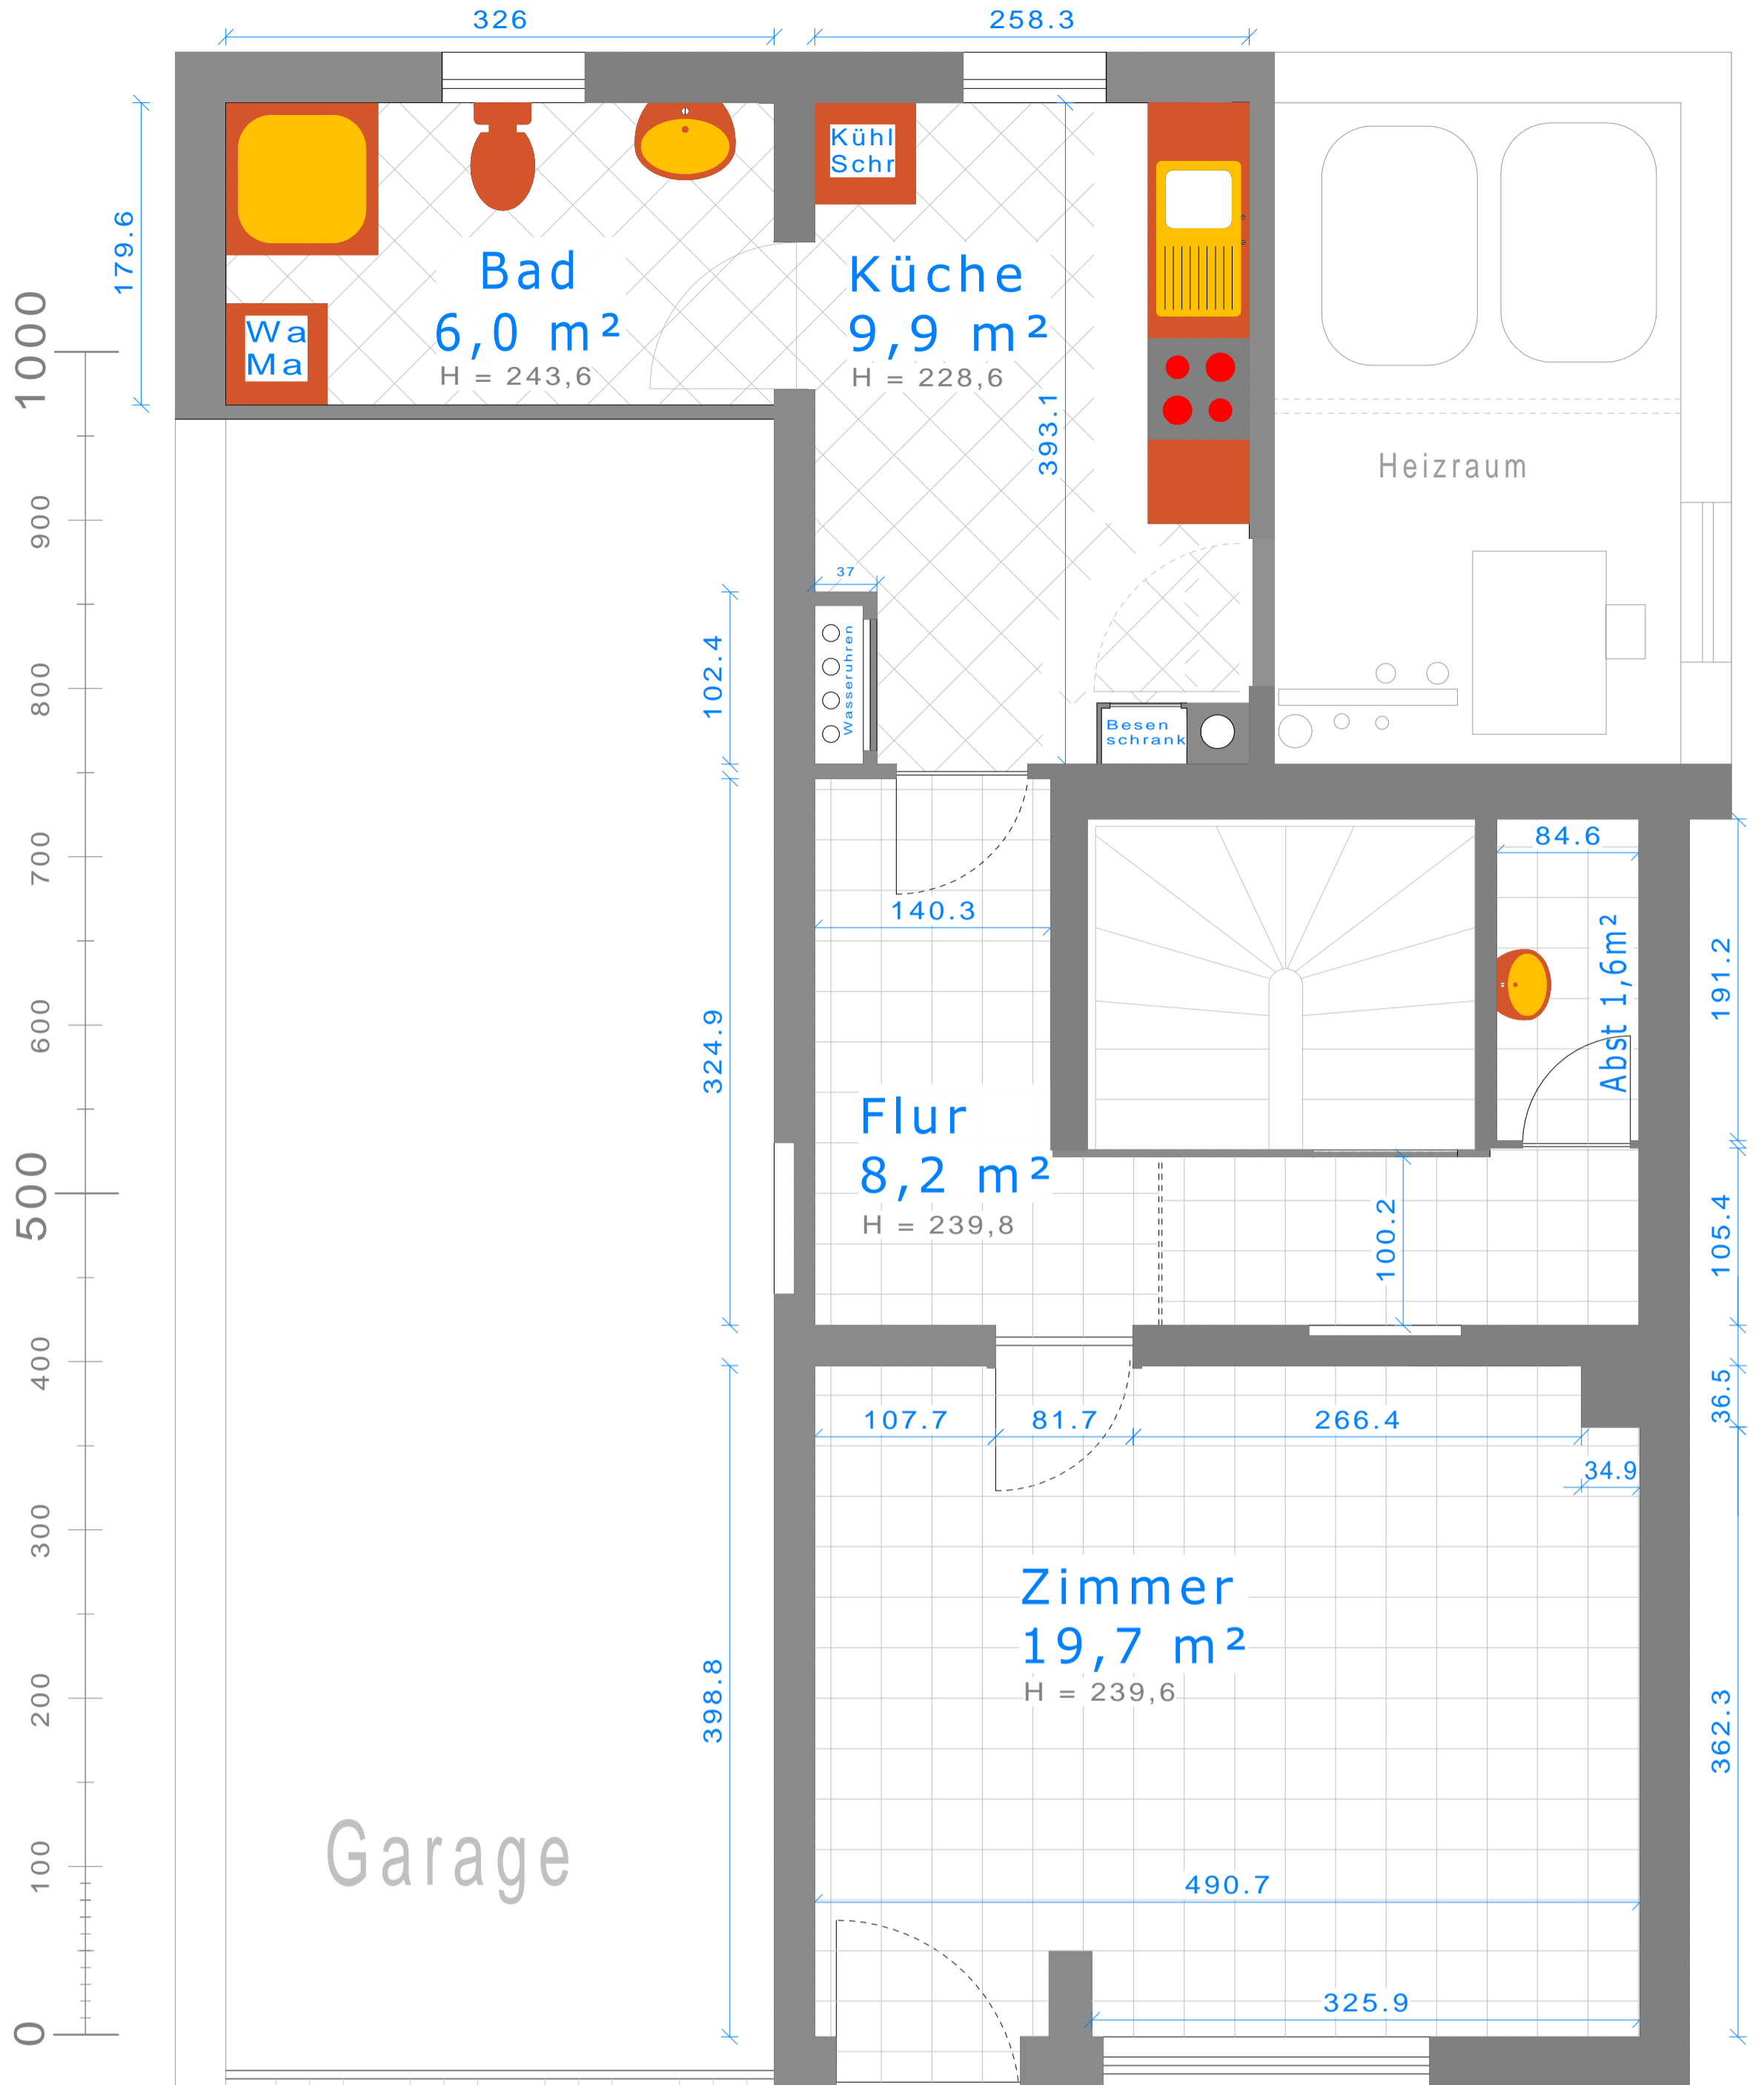 326
258.3
179.6
Kühl
Schr
Bad
6,0 m²
H = 243,6
Küche
9,9 m²
H = 228,6
Wa
Ma
393.1
Heizraum
37
102.4
Wasseruhren
Besen
schrank
84.6
140.3
Abst 1,6m²
191.2
324.9
Flur
8,2 m²
H = 239,8
100.2
105.4
36.5
107.7
81.7
266.4
34.9
Zimmer
19,7 m²
H = 239,6
398.8
362.3
Garage
490.7
325.9
1000
900
800
700
600
500
400
300
200
100
0